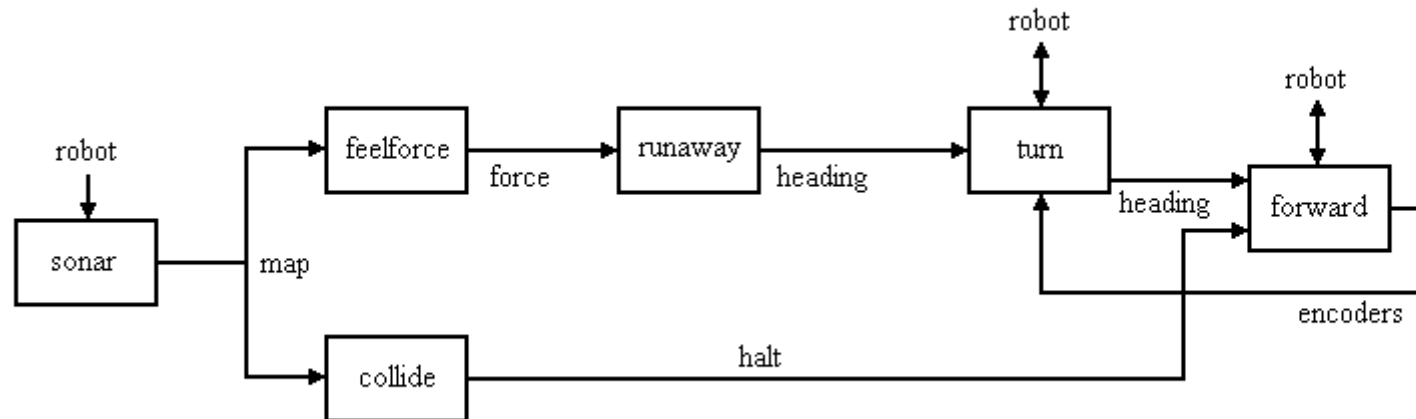 robot
robot
robot
feelforce
runaway
turn
force
heading
heading
forward
sonar
map
encoders
halt
collide